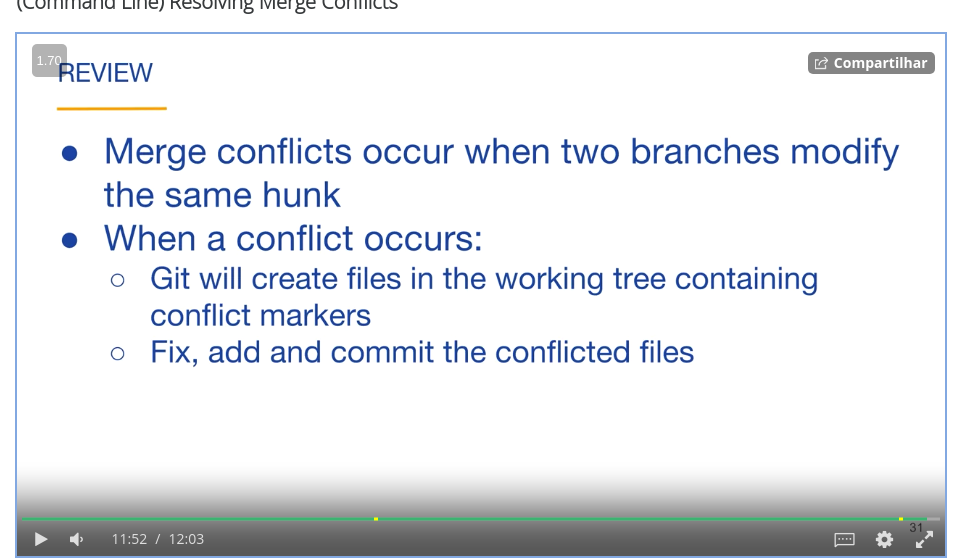 (Command Line) Resolving Merge Conflicts
1.70
Compartilhar
REVIEW
● Merge conflicts occur when two branches modify
the same hunk
● When a conflict occurs:
○ Git will create files in the working tree containing
conflict markers
○ Fix, add and commit the conflicted files
31
11:52 / 12:03